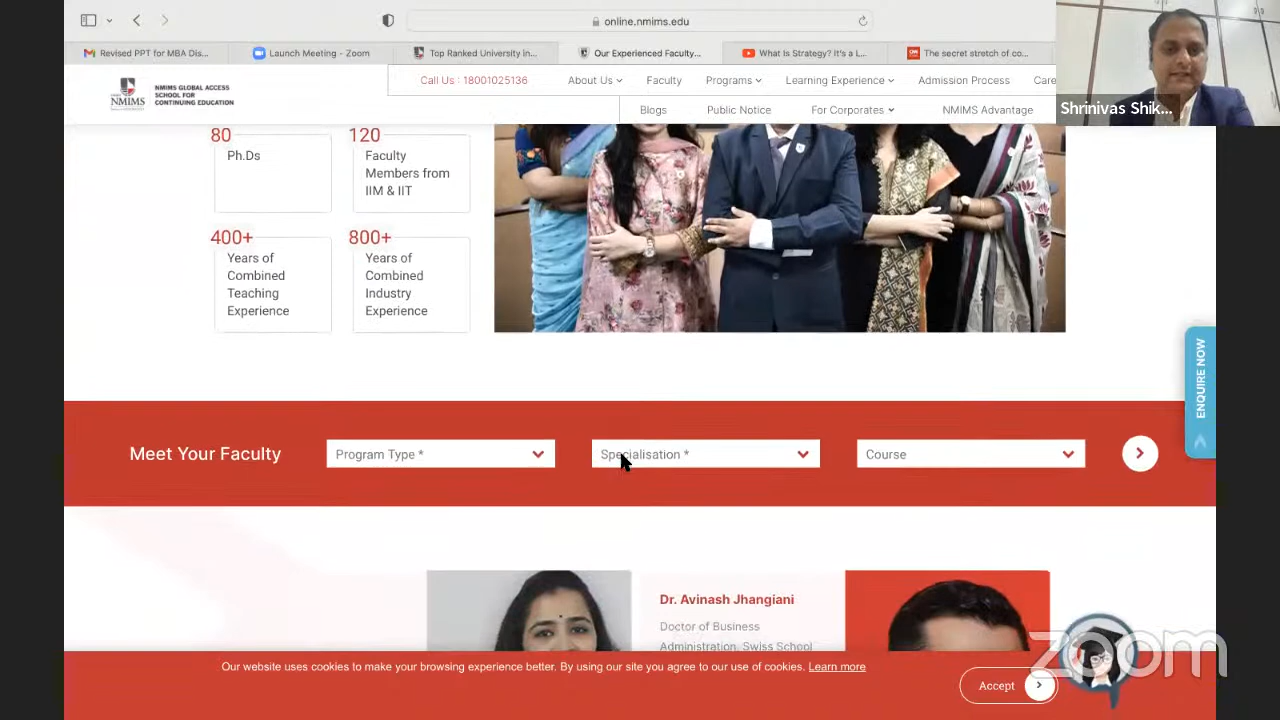 online.nmims.edu
Revised PPT for MBA Dis...
Launch Meeting - Zoom
Top Ranked University In...
Our Experienced Faculty...
What Is Strategy? It's a L...
The secret stretch of co...
NMIMS
NMIMS GLOBAL ACCESS
SCHOOL FOR
CONTINUING EDUCATION
Call Us : 18001025136
About Us
Faculty
Programs
Learning Experience
Admission Process
Care
Blogs
Public Notice
For Corporates
NMIMS Advantage
Shrinivas Shik...
80
Ph.Ds
120
Faculty
Members from
IIM & IIT
400+
Years of
Combined
Teaching
Experience
800+
Years of
Combined
Industry
Experience
ENQUIRE NOW
Meet Your Faculty
Program Type *
Specialisation *
Course
Dr. Avinash Jhangiani
Doctor of Business
Administration, Swiss School
Our website uses cookies to make your browsing experience better. By using our site you agree to our use of cookies. Learn more
Accept
zoom